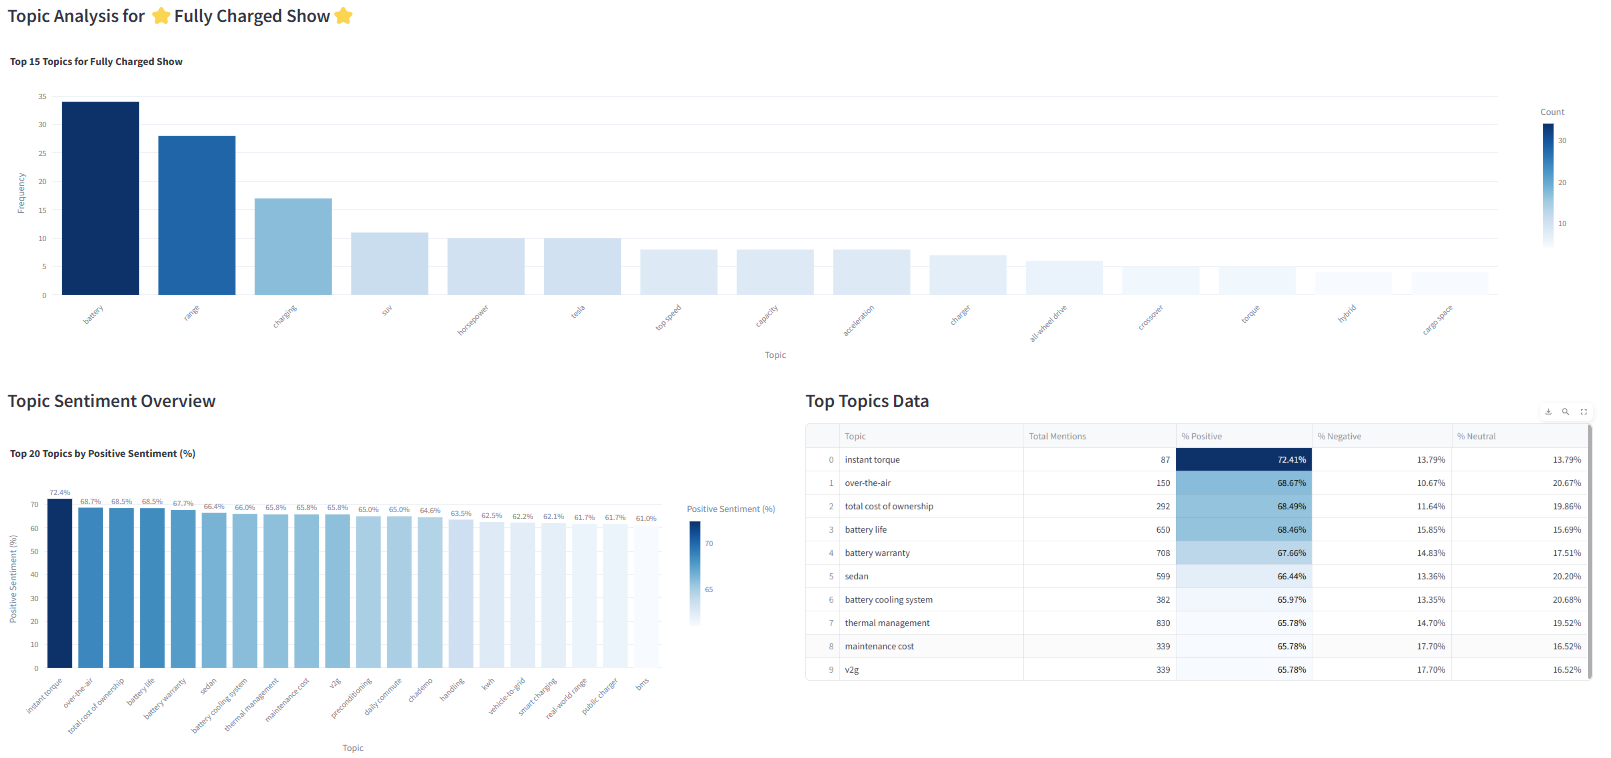 Topic Analysis for ⭐ Fully Charged Show ⭐
Top 15 Topics for Fully Charged Show
Frequency
35
30
25
20
15
10
5
0
battery
range
charging
suv
horsepower
tesla
top speed
capacity
acceleration
charger
all-wheel drive
crossover
torque
hybrid
cargo space
Topic
Count
30
20
10
Topic Sentiment Overview
Top 20 Topics by Positive Sentiment (%)
Positive Sentiment (%)
70
60
50
40
30
20
10
0
72.4%
68.7%
68.5%
68.5%
67.7%
66.4%
66.0%
65.8%
65.8%
65.8%
65.0%
65.0%
64.6%
63.5%
62.5%
62.2%
62.1%
61.7%
61.7%
61.0%
instant torque
over-the-air
total cost of ownership
battery life
battery warranty
sedan
battery cooling system
thermal management
maintenance cost
v2g
preconditioning
daily commute
chademo
handling
kwh
vehicle-to-grid
smart charging
real-world range
public charger
bms
Topic
Positive Sentiment (%)
70
65
Top Topics Data
Topic Total Mentions % Positive % Negative % Neutral
0 instant torque 87 72.41% 13.79% 13.79%
1 over-the-air 150 68.67% 10.67% 20.67%
2 total cost of ownership 292 68.49% 11.64% 19.86%
3 battery life 650 68.46% 15.85% 15.69%
4 battery warranty 708 67.66% 14.83% 17.51%
5 sedan 599 66.44% 13.36% 20.20%
6 battery cooling system 382 65.97% 13.35% 20.68%
7 thermal management 830 65.78% 14.70% 19.52%
8 maintenance cost 339 65.78% 17.70% 16.52%
9 v2g 339 65.78% 17.70% 16.52%